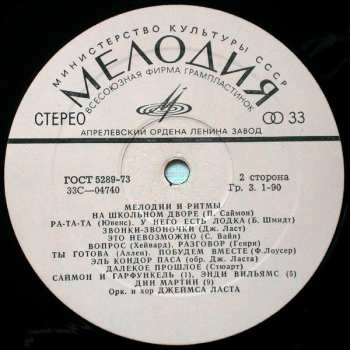 МИНИСТЕРСТВО КУЛЬТУРЫ СССР
МЕЛОДИЯ
ВСЕСОЮЗНАЯ ФИРМА ГРАМПЛАСТИНОК
СТЕРЕО
33
АПРЕЛЕВСКИЙ ОРДЕНА ЛЕНИНА ЗАВОД
ГОСТ 5289-73
2 сторона
33С—04740
Гр. 3. 1-90
МЕЛОДИИ И РИТМЫ
НА ШКОЛЬНОМ ДВОРЕ (П. Саймон)
РА-ТА-ТА (Ювенс). У НЕГО ЕСТЬ ЛОДКА (Б. Шмидт)
ЗВОНКИ-ЗВОНОЧКИ (Дж. Ласт)
ЭТО НЕВОЗМОЖНО (С. Вайн)
ВОПРОС (Хейвард). РАЗГОВОР (Генри)
ТЫ ГОТОВА (Аллен). ПОБУДЕМ ВМЕСТЕ (Ф.Лоусер)
ЭЛЬ КОНДОР ПАСА (обр. Дж. Ласт)
ДАЛЕКОЕ ПРОШЛОЕ (Стюарт)
САЙМОН И ГАРФУНКЕЛЬ (1), ЭНДИ ВИЛЬЯМС (5)
ДИН МАРТИН (9)
Орк. и хор ДЖЕЙМСА ЛАСТА